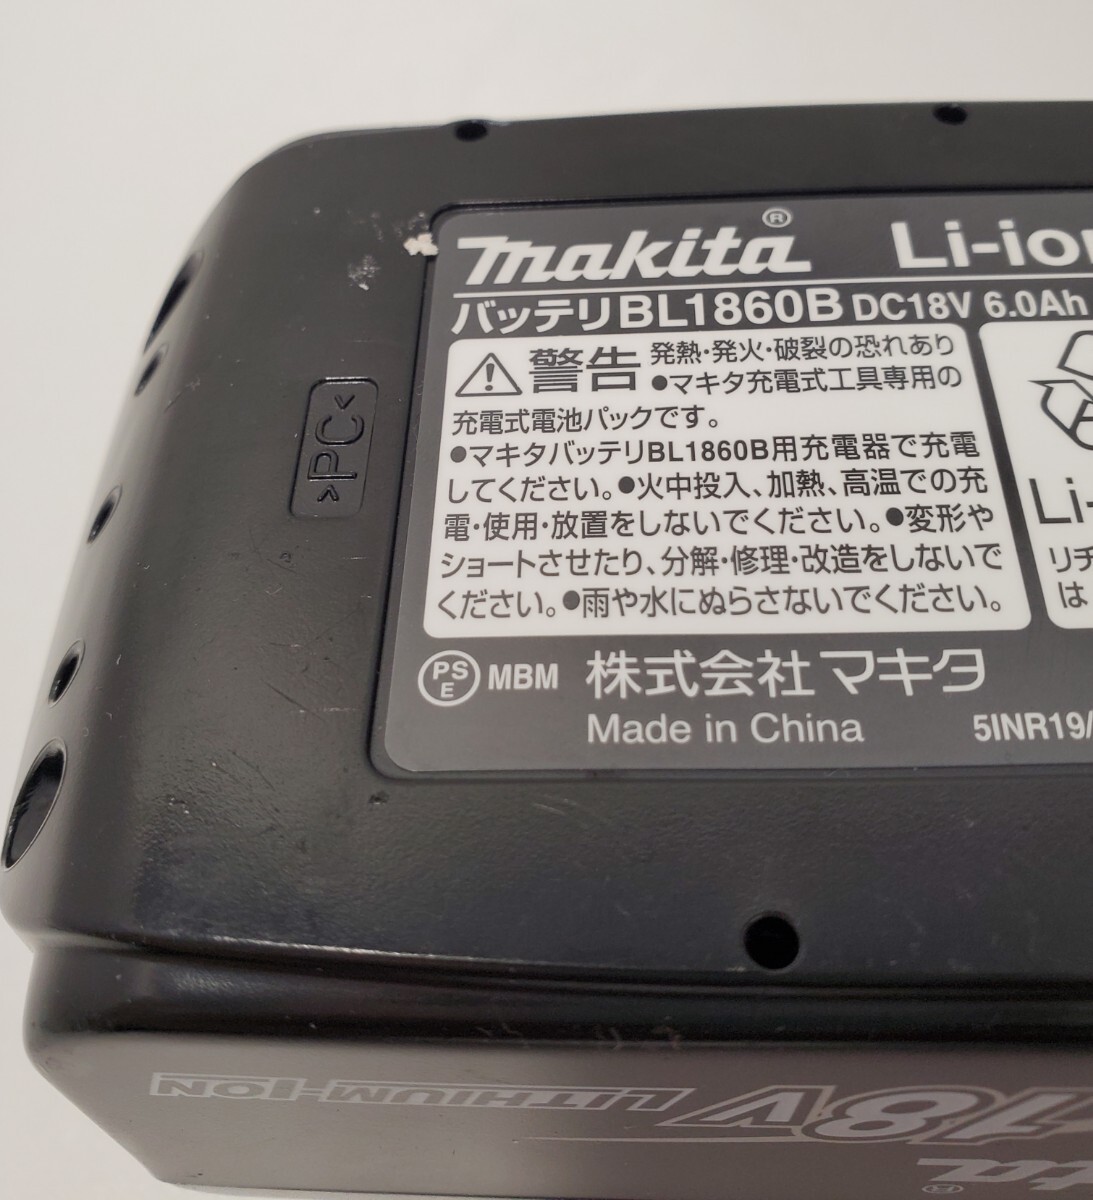 makita® Li-ion
バッテリBL1860B DC18V 6.0Ah
警告 発熱・発火・破裂の恐れあり
●マキタ充電式工具専用の
充電式電池パックです。
●マキタバッテリBL1860B用充電器で充電
してください。●火中投入、加熱、高温での充
電・使用・放置をしないでください。●変形や
ショートさせたり、分解・修理・改造をしないで
ください。●雨や水にぬらさないでください。
Li-
リチ
は
PSE MBM 株式会社マキタ
Made in China
5INR19/
>PC<
18V LITHIUM-ION